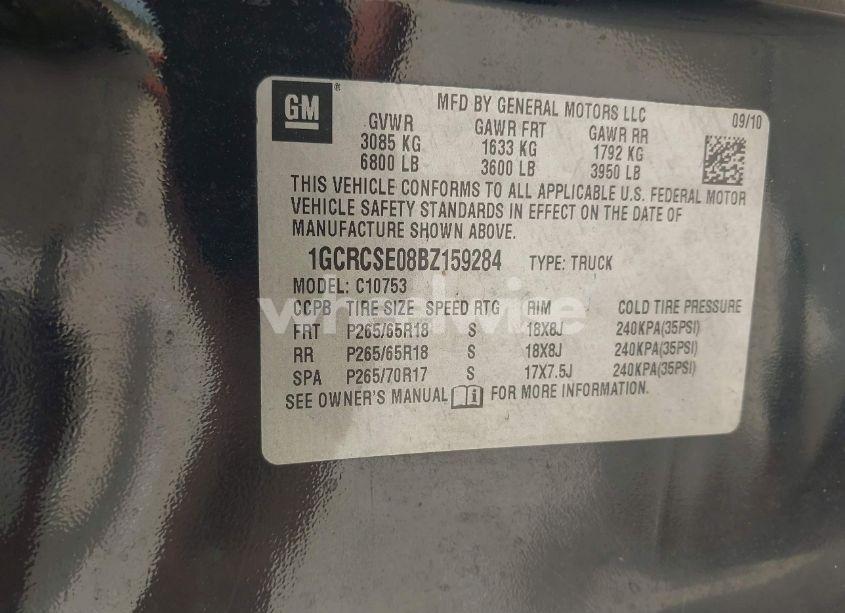 GM ®
MFD BY GENERAL MOTORS LLC 09/10
GVWR GAWR FRT GAWR RR
3085 KG 1633 KG 1792 KG
6800 LB 3600 LB 3950 LB
THIS VEHICLE CONFORMS TO ALL APPLICABLE U.S. FEDERAL MOTOR
VEHICLE SAFETY STANDARDS IN EFFECT ON THE DATE OF
MANUFACTURE SHOWN ABOVE.
1GCRCSE08BZ159284 TYPE: TRUCK
MODEL: C10753
CCPB TIRE SIZE SPEED RTG RIM COLD TIRE PRESSURE
FRT P265/65R18 S 18X8J 240KPA(35PSI)
RR P265/65R18 S 18X8J 240KPA(35PSI)
SPA P265/70R17 S 17X7.5J 240KPA(35PSI)
SEE OWNER'S MANUAL i FOR MORE INFORMATION.